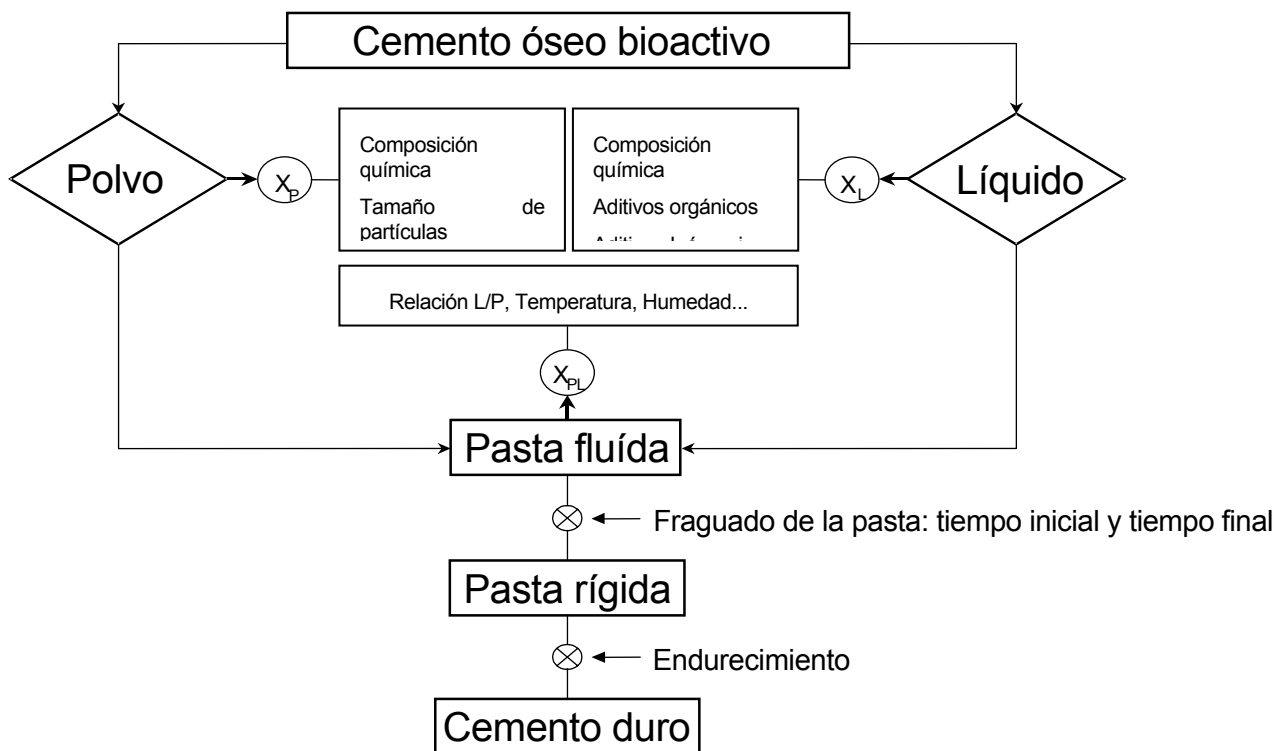 Cemento óseo bioactivo
Polvo
X_P
Composición
química
Tamaño de
partículas
Composición
química
Aditivos orgánicos
X_L
Líquido
Relación L/P, Temperatura, Humedad...
X_PL
Pasta fluída
Fraguado de la pasta: tiempo inicial y tiempo final
Pasta rígida
Endurecimiento
Cemento duro